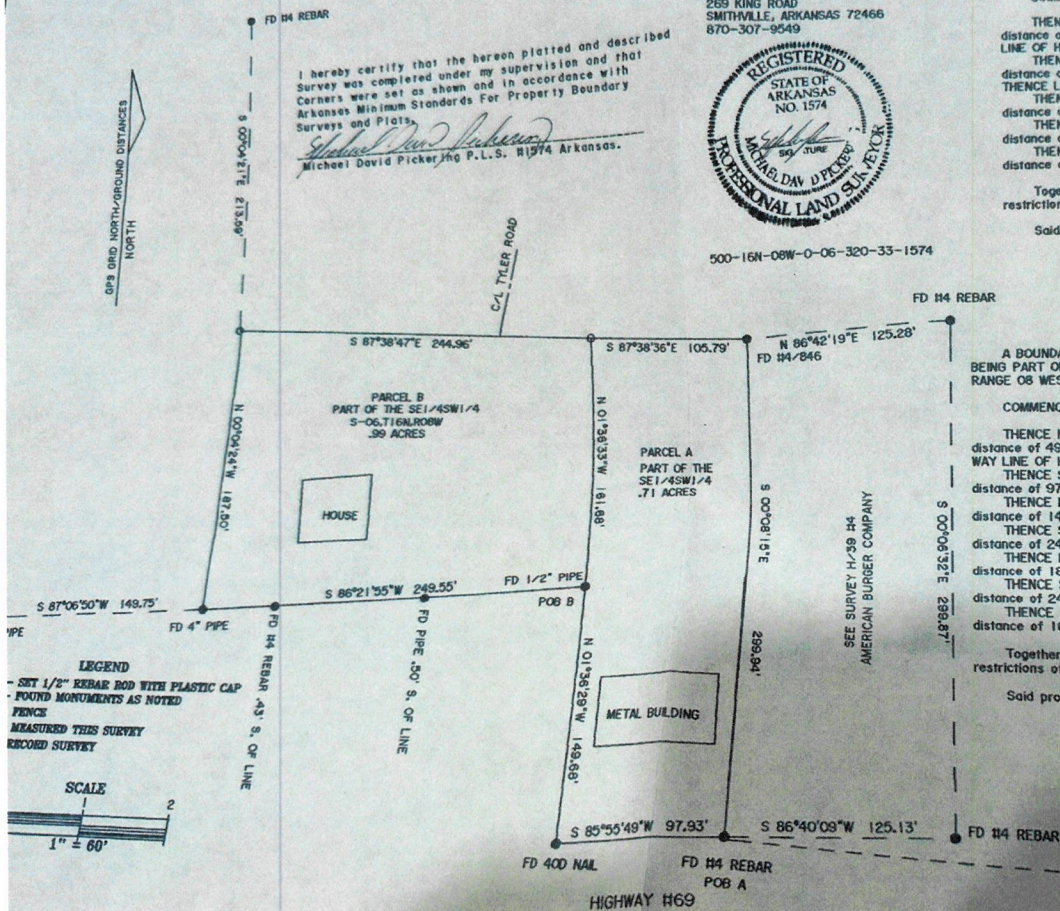 269 KING ROAD
SMITHVILLE, ARKANSAS 72466
870-307-9549
FD #4 REBAR
I hereby certify that the hereon platted and described
Survey was completed under my supervision and that
Corners were set as shown and in accordance with
Arkansas Minimum Standards For Property Boundary
Surveys and Plats.
Michael David Pickering P.L.S. #1574 Arkansas.
REGISTERED
STATE OF
ARKANSAS
NO. 1574
MICHAEL DAV D PICKER
PROFESSIONAL LAND SURVEYOR
500-16N-08W-0-06-320-33-1574
GPS GRID NORTH/GROUND DISTANCES
NORTH
S 00°04'21"E
C/L TYLER ROAD
FD #4 REBAR
S 87°38'47"E 244.96'
S 87°38'36"E 105.79'
N 86°42'19"E 125.28'
FD #4/846
PARCEL B
PART OF THE SE1/4SW1/4
S-06,T16N,R08W
.99 ACRES
N 00°04'24"W 187.80'
N 01°36'33"W 161.88'
PARCEL A
PART OF THE
SE1/4SW1/4
.71 ACRES
S 00°08'15"E 299.94'
SEE SURVEY H/59 #4
AMERICAN BURGER COMPANY
S 00°06'32"E 299.87'
HOUSE
S 86°21'55"W 249.55'
FD 1/2" PIPE
POB B
S 87°06'50"W 149.75'
IPE
FD 4" PIPE
FD #4 REBAR .43' S. OF LINE
FD PIPE .50' S. OF LINE
N 01°36'29"W 149.68'
METAL BUILDING
LEGEND
- SET 1/2" REBAR ROD WITH PLASTIC CAP
- FOUND MONUMENTS AS NOTED
FENCE
MEASURED THIS SURVEY
RECORD SURVEY
SCALE
2
1" = 60'
S 85°55'49"W 97.93'
S 86°40'09"W 125.13'
FD #4 REBAR
FD 40D NAIL
FD #4 REBAR
POB A
HIGHWAY #69
THEN
distance o
LINE OF H
THEN
distance o
THENCE L
THEN
distance o
THEN
distance o
THEN
distance o
Toge
restriction
Said
A BOUNDA
BEING PART OF
RANGE 08 WES
COMMENC
THENCE
distance of 49
WAY LINE OF
THENCE S
distance of 97
THENCE
distance of 14
THENCE S
distance of 24
THENCE
distance of 18
THENCE
distance of 24
THENCE
distance of 1
Together
restrictions o
Said pro